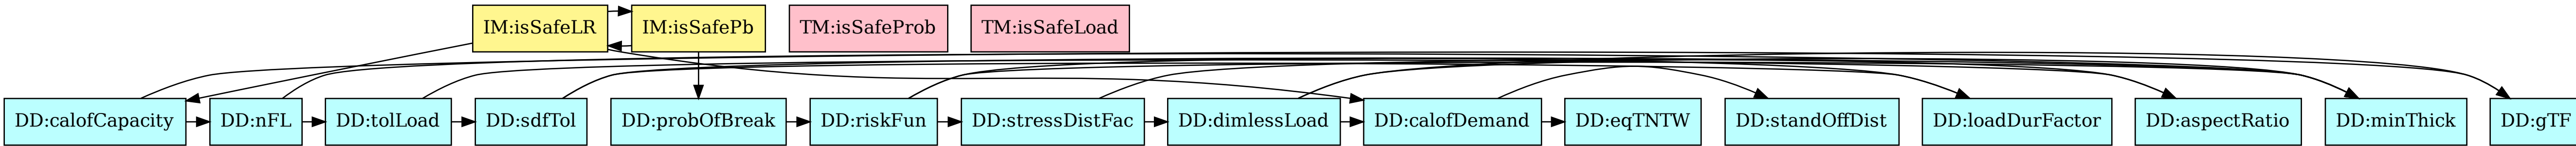 IM:isSafeLR
IM:isSafePb
TM:isSafeProb
TM:isSafeLoad
DD:calofCapacity
DD:nFL
DD:tolLoad
DD:sdfTol
DD:probOfBreak
DD:riskFun
DD:stressDistFac
DD:dimlessLoad
DD:calofDemand
DD:eqTNTW
DD:standOffDist
DD:loadDurFactor
DD:aspectRatio
DD:minThick
DD:gTF